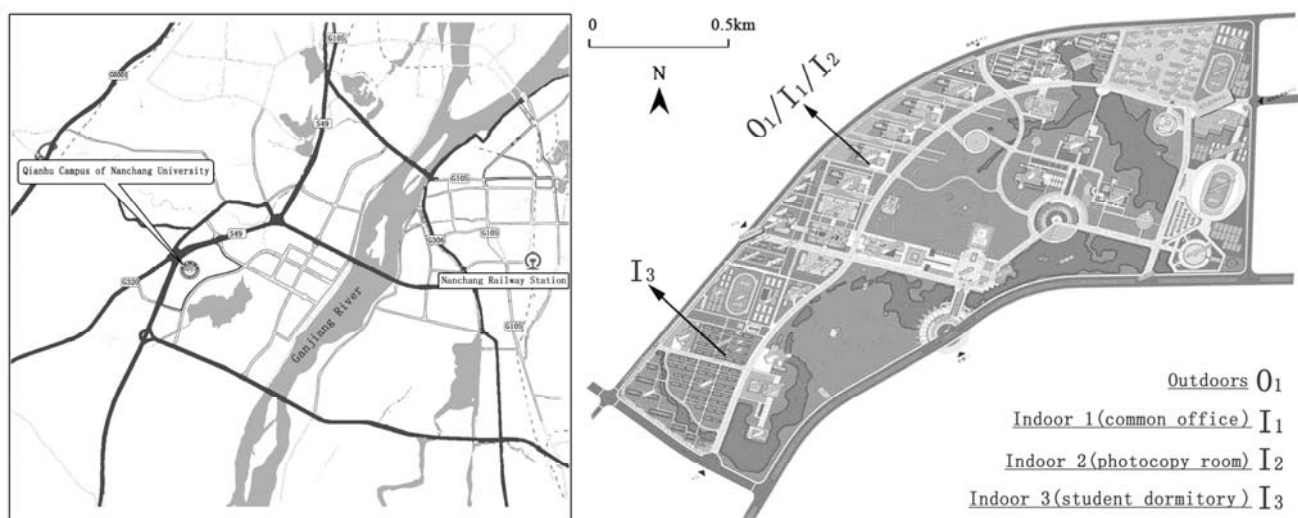 G105
G6001
S49
Qianhu Campus of Nanchang University
G105
G105
S49
G306
G105
G320
Nanchang Railway Station
G105
Ganjiang River
0 0.5km
N
O1/I1/I2
I3
Outdoors O1
Indoor 1(common office) I1
Indoor 2(photocopy room) I2
Indoor 3(student dormitory) I3